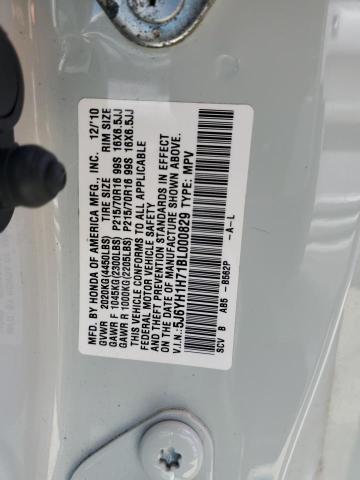 MFD. BY HONDA OF AMERICA MFG., INC. 12/'10
GVWR 2020KG(4450LBS) TIRE SIZE RIM SIZE
GAWR F 1045KG(2300LBS) P215/70R16 99S 16X6.5JJ
GAWR R 1000KG(2205LBS) P215/70R16 99S 16X6.5JJ
THIS VEHICLE CONFORMS TO ALL APPLICABLE
FEDERAL MOTOR VEHICLE SAFETY
AND THEFT PREVENTION STANDARDS IN EFFECT
ON THE DATE OF MANUFACTURE SHOWN ABOVE.
V.I.N.: 5J6YH1H71BL000829 TYPE: MPV
SCV B AB5 - B562P -A-L